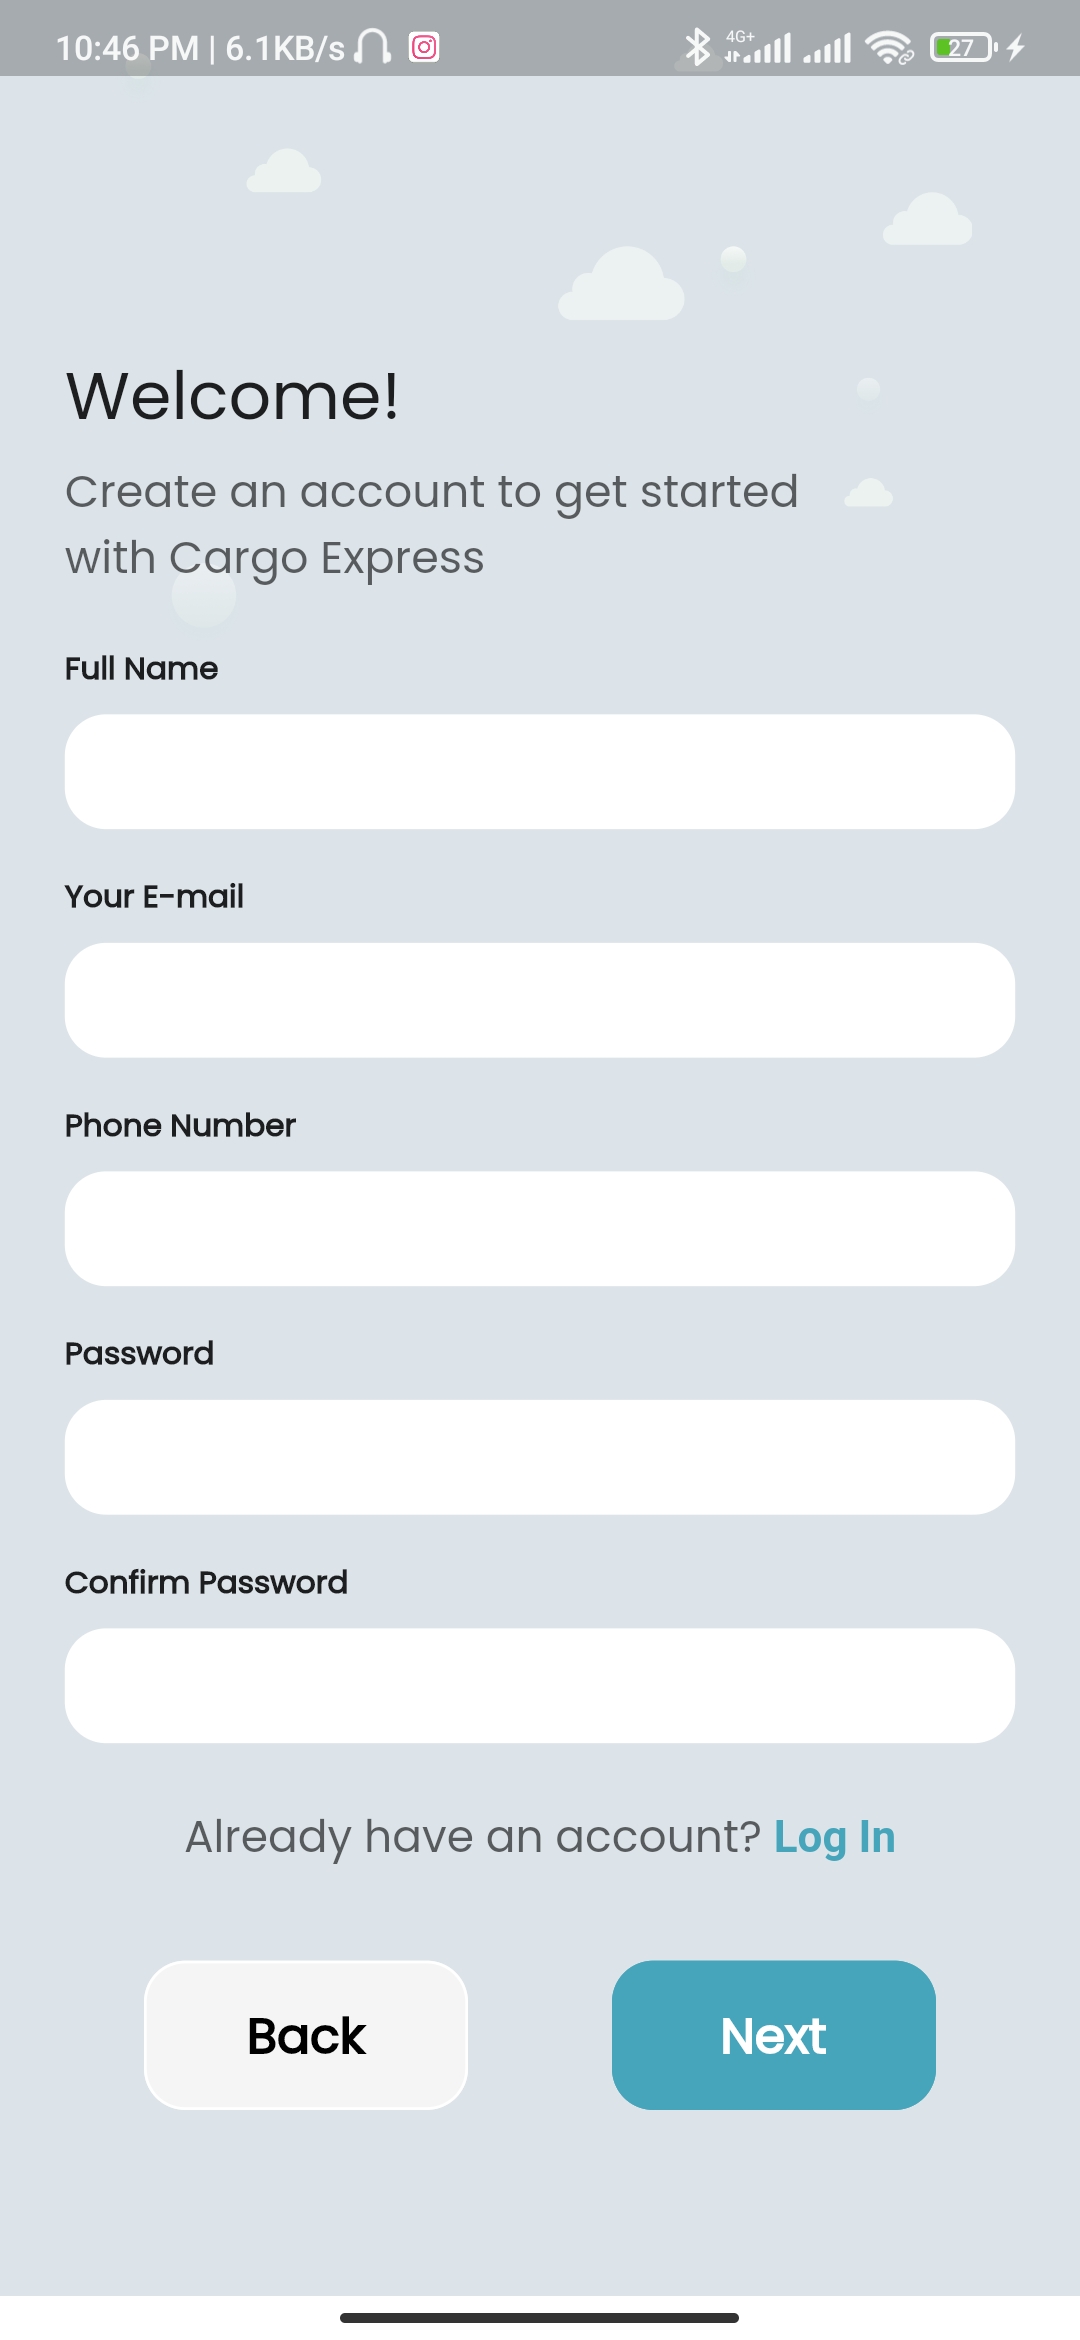 10:46 PM | 6.1KB/s 4G+ 27
Welcome!
Create an account to get started
with Cargo Express
Full Name
Your E-mail
Phone Number
Password
Confirm Password
Already have an account? Log In
Back Next